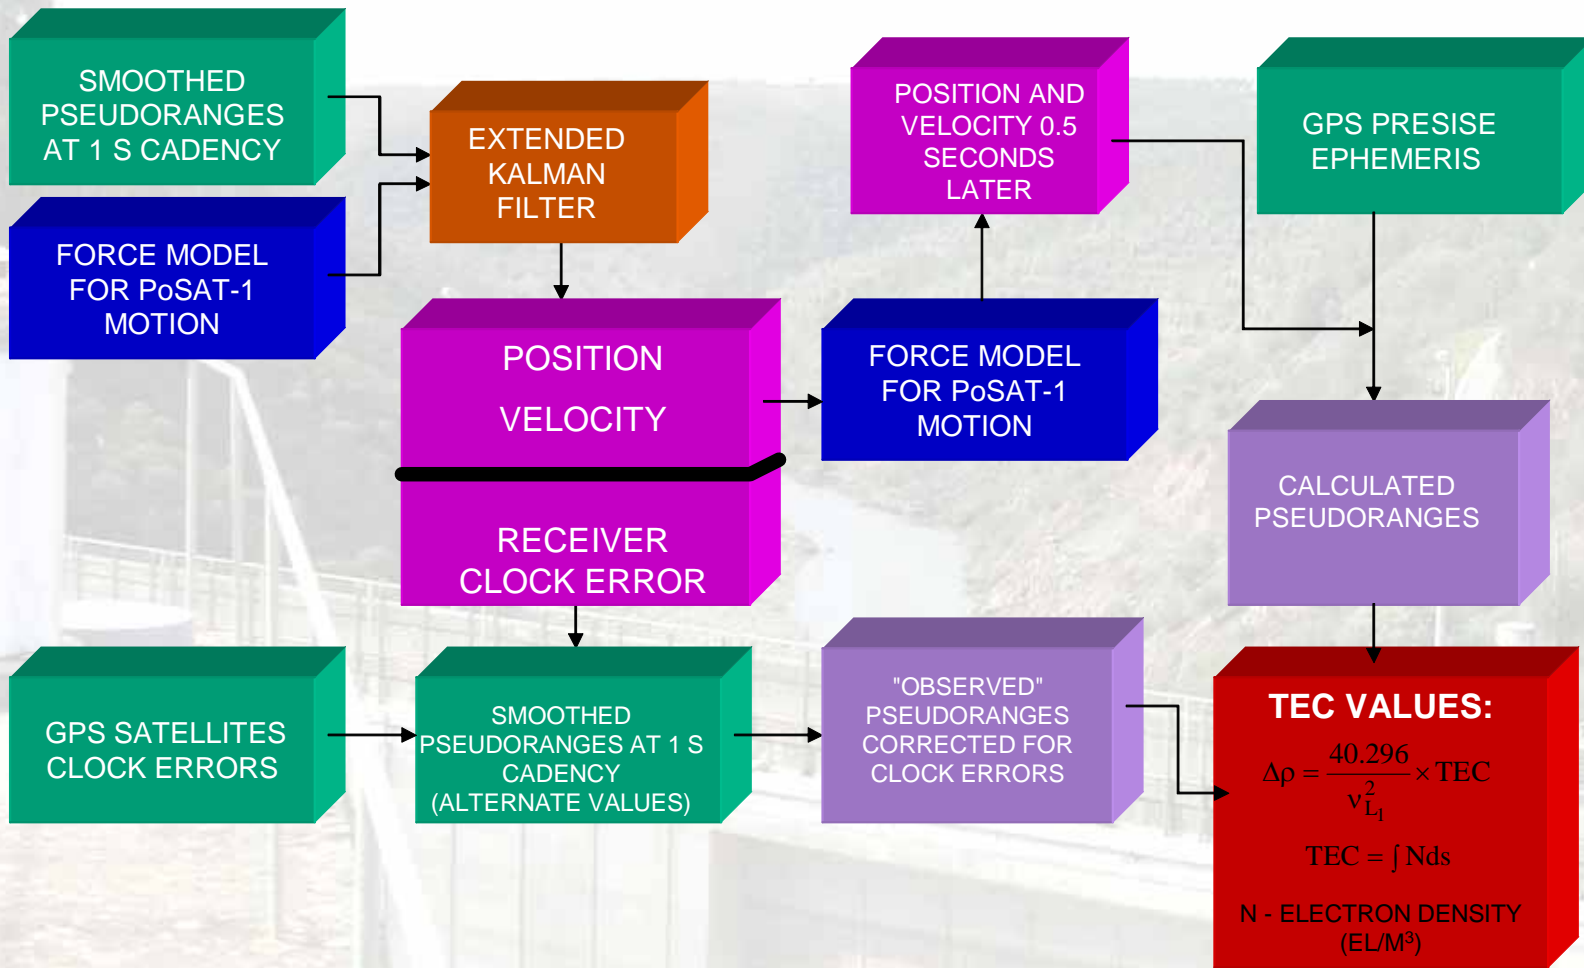 SMOOTHED
PSEUDORANGES
AT 1 S CADENCY
FORCE MODEL
FOR PoSAT-1
MOTION
EXTENDED
KALMAN
FILTER
POSITION
VELOCITY
RECEIVER
CLOCK ERROR
FORCE MODEL
FOR PoSAT-1
MOTION
POSITION AND
VELOCITY 0.5
SECONDS
LATER
GPS PRESISE
EPHEMERIS
CALCULATED
PSEUDORANGES
GPS SATELLITES
CLOCK ERRORS
SMOOTHED
PSEUDORANGES AT 1 S
CADENCY
(ALTERNATE VALUES)
"OBSERVED"
PSEUDORANGES
CORRECTED FOR
CLOCK ERRORS
TEC VALUES:
Δρ = 40.296 / ν²_L₁ × TEC
TEC = ∫ Nds
N - ELECTRON DENSITY
(EL/M³)